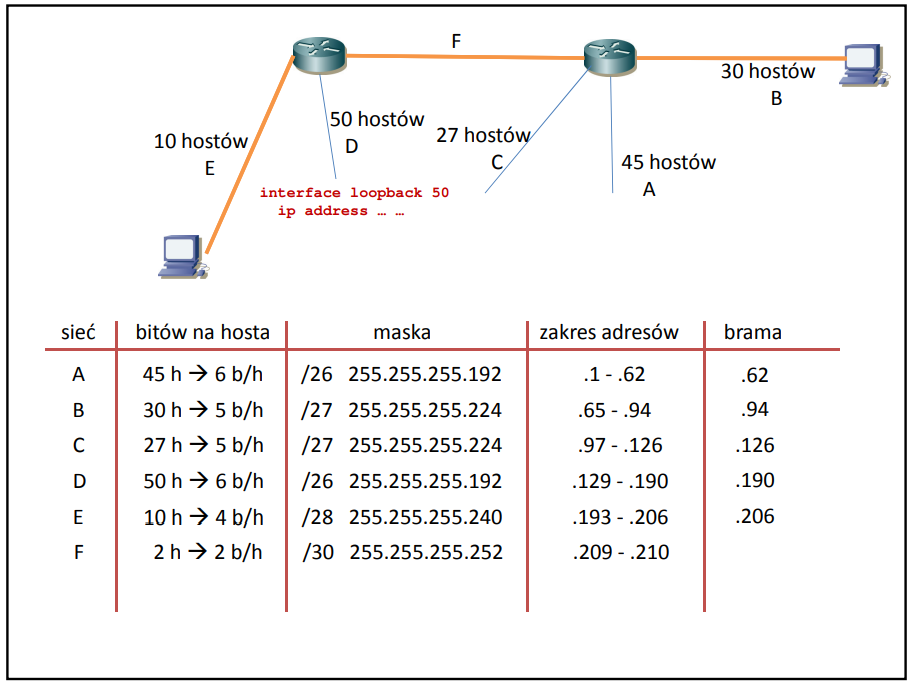 F
30 hostów
B
50 hostów
D
27 hostów
C
10 hostów
E
45 hostów
A
interface loopback 50
ip address … …
sieć bitów na hosta maska zakres adresów brama
A 45 h → 6 b/h /26 255.255.255.192 .1 - .62 .62
B 30 h → 5 b/h /27 255.255.255.224 .65 - .94 .94
C 27 h → 5 b/h /27 255.255.255.224 .97 - .126 .126
D 50 h → 6 b/h /26 255.255.255.192 .129 - .190 .190
E 10 h → 4 b/h /28 255.255.255.240 .193 - .206 .206
F 2 h → 2 b/h /30 255.255.255.252 .209 - .210